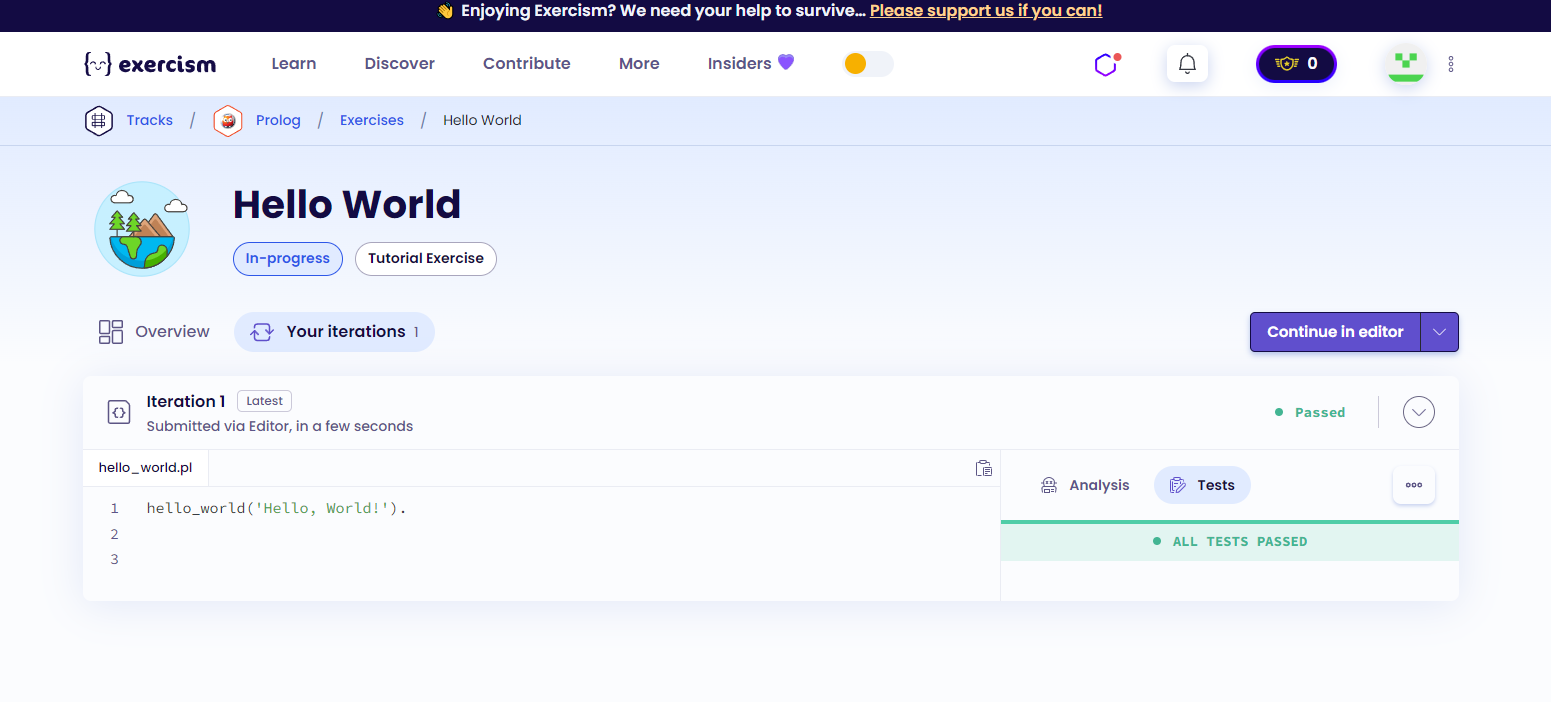 👋 Enjoying Exercism? We need your help to survive... Please support us if you can!
{} exercism Learn Discover Contribute More Insiders 💜 0
Tracks / Prolog / Exercises / Hello World
Hello World
In-progress Tutorial Exercise
Overview Your iterations 1 Continue in editor
Iteration 1 Latest
Submitted via Editor, in a few seconds
Passed
hello_world.pl
1 hello_world('Hello, World!').
2
3
Analysis Tests
ALL TESTS PASSED